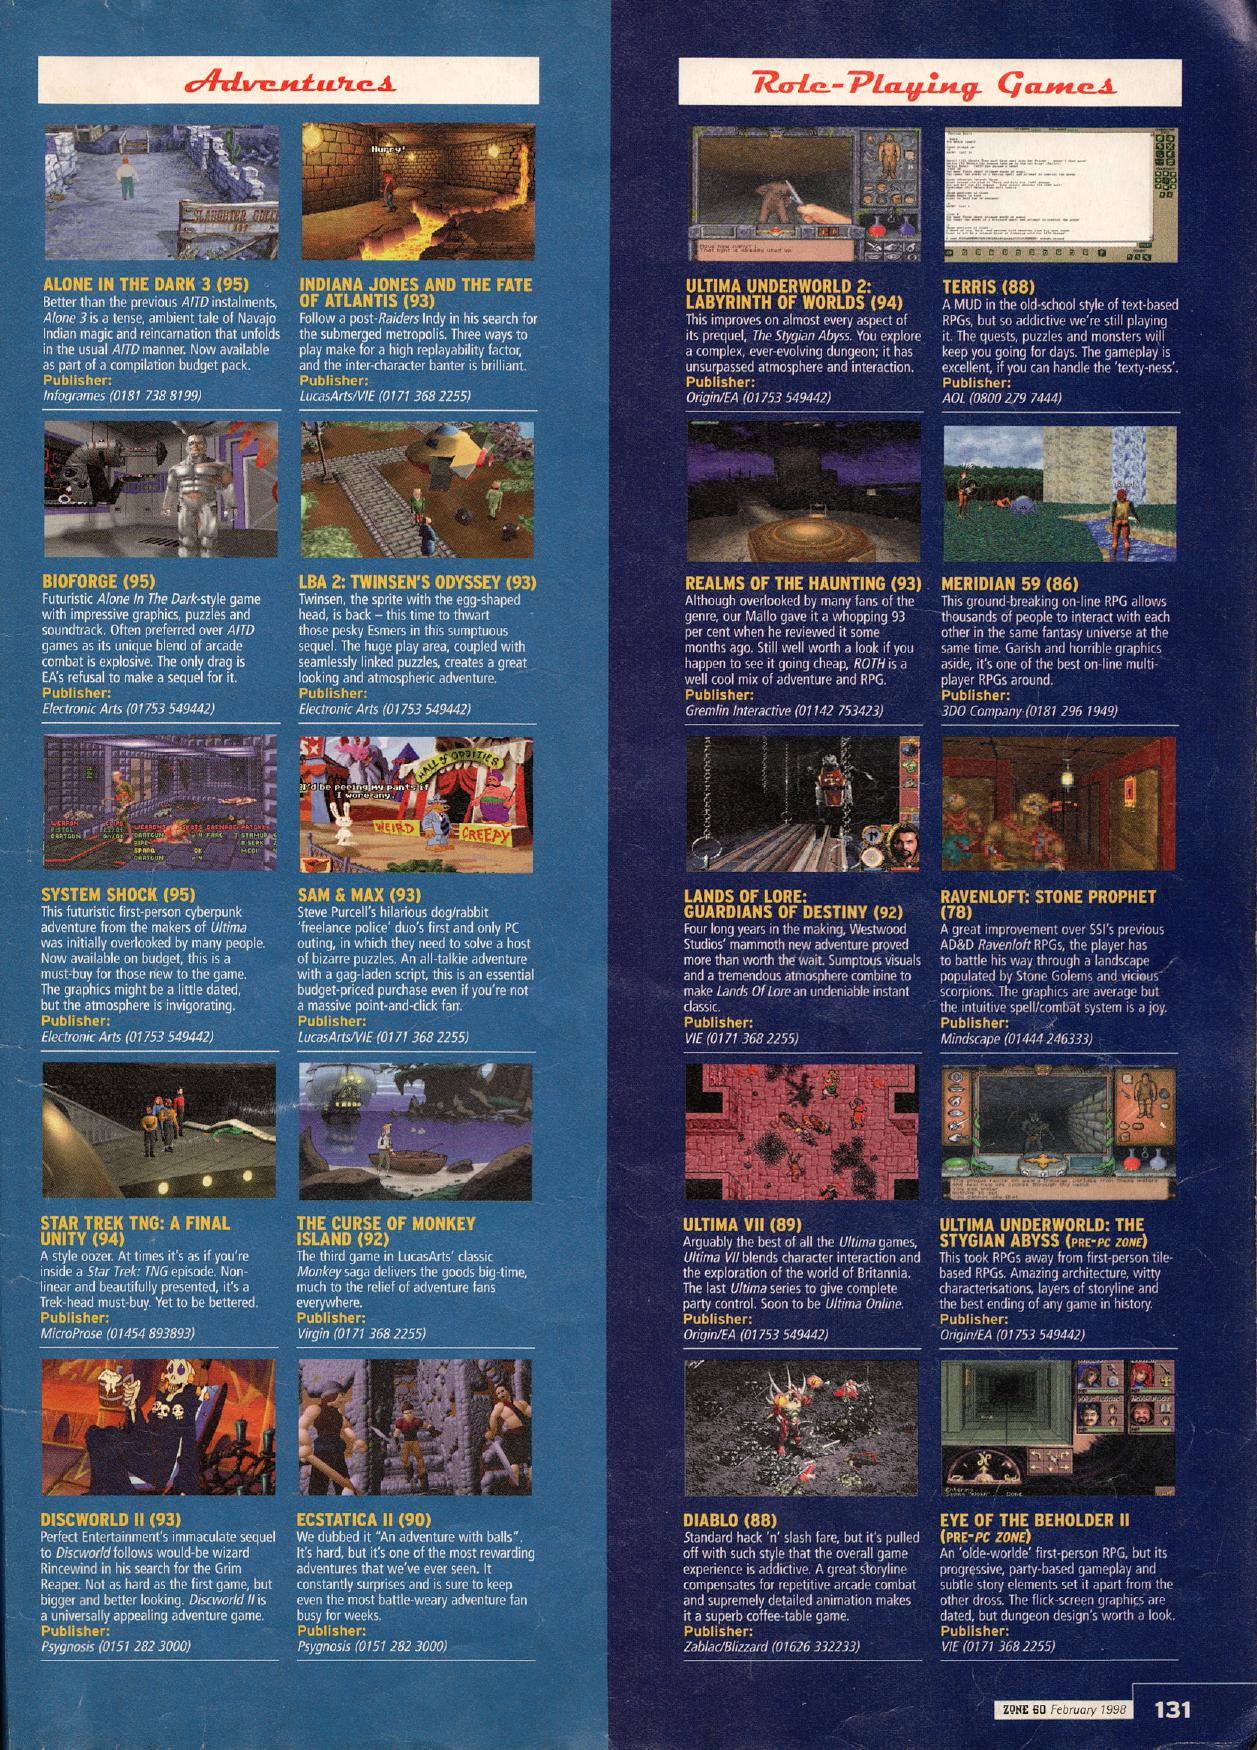 Adventures
Hurry!
SLAUGHTER GULCH
ALONE IN THE DARK 3 (95)
Better than the previous AITD instalments,
Alone 3 is a tense, ambient tale of Navajo
Indian magic and reincarnation that unfolds
in the usual AITD manner. Now available
as part of a compilation budget pack.
Publisher:
Infogrames (0181 738 8199)
INDIANA JONES AND THE FATE
OF ATLANTIS (93)
Follow a post-Raiders Indy in his search for
the submerged metropolis. Three ways to
play make for a high replayability factor,
and the inter-character banter is brilliant.
Publisher:
LucasArts/VIE (0171 368 2255)
BIOFORGE (95)
Futuristic Alone In The Dark-style game
with impressive graphics, puzzles and
soundtrack. Often preferred over AITD
games as its unique blend of arcade
combat is explosive. The only drag is
EA's refusal to make a sequel for it.
Publisher:
Electronic Arts (01753 549442)
LBA 2: TWINSEN'S ODYSSEY (93)
Twinsen, the sprite with the egg-shaped
head, is back – this time to thwart
those pesky Esmers in this sumptuous
sequel. The huge play area, coupled with
seamlessly linked puzzles, creates a great
looking and atmospheric adventure.
Publisher:
Electronic Arts (01753 549442)
HALL OF ODDITIES
I'd be peeing my pants if
I wore any.
WEIRD
CREEPY
SYSTEM SHOCK (95)
This futuristic first-person cyberpunk
adventure from the makers of Ultima
was initially overlooked by many people.
Now available on budget, this is a
must-buy for those new to the game.
The graphics might be a little dated,
but the atmosphere is invigorating.
Publisher:
Electronic Arts (01753 549442)
SAM & MAX (93)
Steve Purcell's hilarious dog/rabbit
'freelance police' duo's first and only PC
outing, in which they need to solve a host
of bizarre puzzles. An all-talkie adventure
with a gag-laden script, this is an essential
budget-priced purchase even if you're not
a massive point-and-click fan.
Publisher:
LucasArts/VIE (0171 368 2255)
STAR TREK TNG: A FINAL
UNITY (94)
A style oozer. At times it's as if you're
inside a Star Trek: TNG episode. Non-
linear and beautifully presented, it's a
Trek-head must-buy. Yet to be bettered.
Publisher:
MicroProse (01454 893893)
THE CURSE OF MONKEY
ISLAND (92)
The third game in LucasArts' classic
Monkey saga delivers the goods big-time,
much to the relief of adventure fans
everywhere.
Publisher:
Virgin (0171 368 2255)
DISCWORLD II (93)
Perfect Entertainment's immaculate sequel
to Discworld follows would-be wizard
Rincewind in his search for the Grim
Reaper. Not as hard as the first game, but
bigger and better looking. Discworld II is
a universally appealing adventure game.
Publisher:
Psygnosis (0151 282 3000)
ECSTATICA II (90)
We dubbed it "An adventure with balls".
It's hard, but it's one of the most rewarding
adventures that we've ever seen. It
constantly surprises and is sure to keep
even the most battle-weary adventure fan
busy for weeks.
Publisher:
Psygnosis (0151 282 3000)
Role-Playing Games
ULTIMA UNDERWORLD 2:
LABYRINTH OF WORLDS (94)
This improves on almost every aspect of
its prequel, The Stygian Abyss. You explore
a complex, ever-evolving dungeon; it has
unsurpassed atmosphere and interaction.
Publisher:
Origin/EA (01753 549442)
TERRIS (88)
A MUD in the old-school style of text-based
RPGs, but so addictive we're still playing
it. The quests, puzzles and monsters will
keep you going for days. The gameplay is
excellent, if you can handle the 'texty-ness'.
Publisher:
AOL (0800 279 7444)
REALMS OF THE HAUNTING (93)
Although overlooked by many fans of the
genre, our Mallo gave it a whopping 93
per cent when he reviewed it some
months ago. Still well worth a look if you
happen to see it going cheap, ROTH is a
well cool mix of adventure and RPG.
Publisher:
Gremlin Interactive (01142 753423)
MERIDIAN 59 (86)
This ground-breaking on-line RPG allows
thousands of people to interact with each
other in the same fantasy universe at the
same time. Garish and horrible graphics
aside, it's one of the best on-line multi-
player RPGs around.
Publisher:
3DO Company (0181 296 1949)
LANDS OF LORE:
GUARDIANS OF DESTINY (92)
Four long years in the making, Westwood
Studios' mammoth new adventure proved
more than worth the wait. Sumptous visuals
and a tremendous atmosphere combine to
make Lands Of Lore an undeniable instant
classic.
Publisher:
VIE (0171 368 2255)
RAVENLOFT: STONE PROPHET
(78)
A great improvement over SSI's previous
AD&D Ravenloft RPGs, the player has
to battle his way through a landscape
populated by Stone Golems and vicious
scorpions. The graphics are average but
the intuitive spell/combat system is a joy.
Publisher:
Mindscape (01444 246333)
ULTIMA VII (89)
Arguably the best of all the Ultima games,
Ultima VII blends character interaction and
the exploration of the world of Britannia.
The last Ultima series to give complete
party control. Soon to be Ultima Online.
Publisher:
Origin/EA (01753 549442)
ULTIMA UNDERWORLD: THE
STYGIAN ABYSS (PRE-PC ZONE)
This took RPGs away from first-person tile-
based RPGs. Amazing architecture, witty
characterisations, layers of storyline and
the best ending of any game in history.
Publisher:
Origin/EA (01753 549442)
DIABLO (88)
Standard hack 'n' slash fare, but it's pulled
off with such style that the overall game
experience is addictive. A great storyline
compensates for repetitive arcade combat
and supremely detailed animation makes
it a superb coffee-table game.
Publisher:
Zablac/Blizzard (01626 332233)
EYE OF THE BEHOLDER II
(PRE-PC ZONE)
An 'olde-worlde' first-person RPG, but its
progressive, party-based gameplay and
subtle story elements set it apart from the
other dross. The flick-screen graphics are
dated, but dungeon design's worth a look.
Publisher:
VIE (0171 368 2255)
ZONE 60 February 1998
131